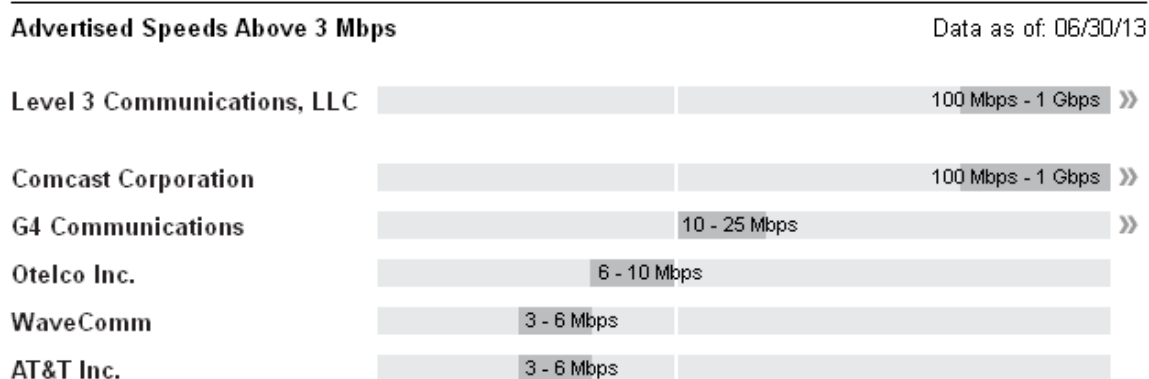 Advertised Speeds Above 3 Mbps Data as of: 06/30/13
Level 3 Communications, LLC 100 Mbps - 1 Gbps »
Comcast Corporation 100 Mbps - 1 Gbps »
G4 Communications 10 - 25 Mbps »
Otelco Inc. 6 - 10 Mbps
WaveComm 3 - 6 Mbps
AT&T Inc. 3 - 6 Mbps